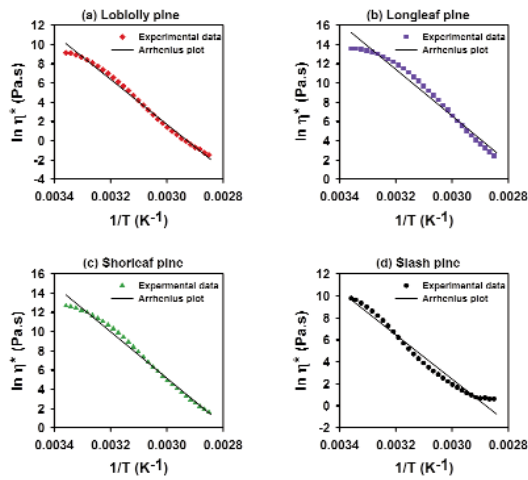 (a) Loblolly pine
Experimental data
Arrhenius plot
ln η* (Pa.s)
12
10
8
6
4
2
0
-2
-4
0.0034 0.0032 0.0030 0.0028
1/T (K-1)
(b) Longleaf pine
Experimental data
Arrhenius plot
ln η* (Pa.s)
16
14
12
10
8
6
4
2
0
0.0034 0.0032 0.0030 0.0028
1/T (K-1)
(c) Shorleaf pine
Experimental data
Arrhenius plot
ln η* (Pa.s)
16
14
12
10
8
6
4
2
0
0.0034 0.0032 0.0030 0.0028
1/T (K-1)
(d) Slash pine
Experimental data
Arrhenius plot
ln η* (Pa.s)
12
10
8
6
4
2
0
-2
0.0034 0.0032 0.0030 0.0028
1/T (K-1)